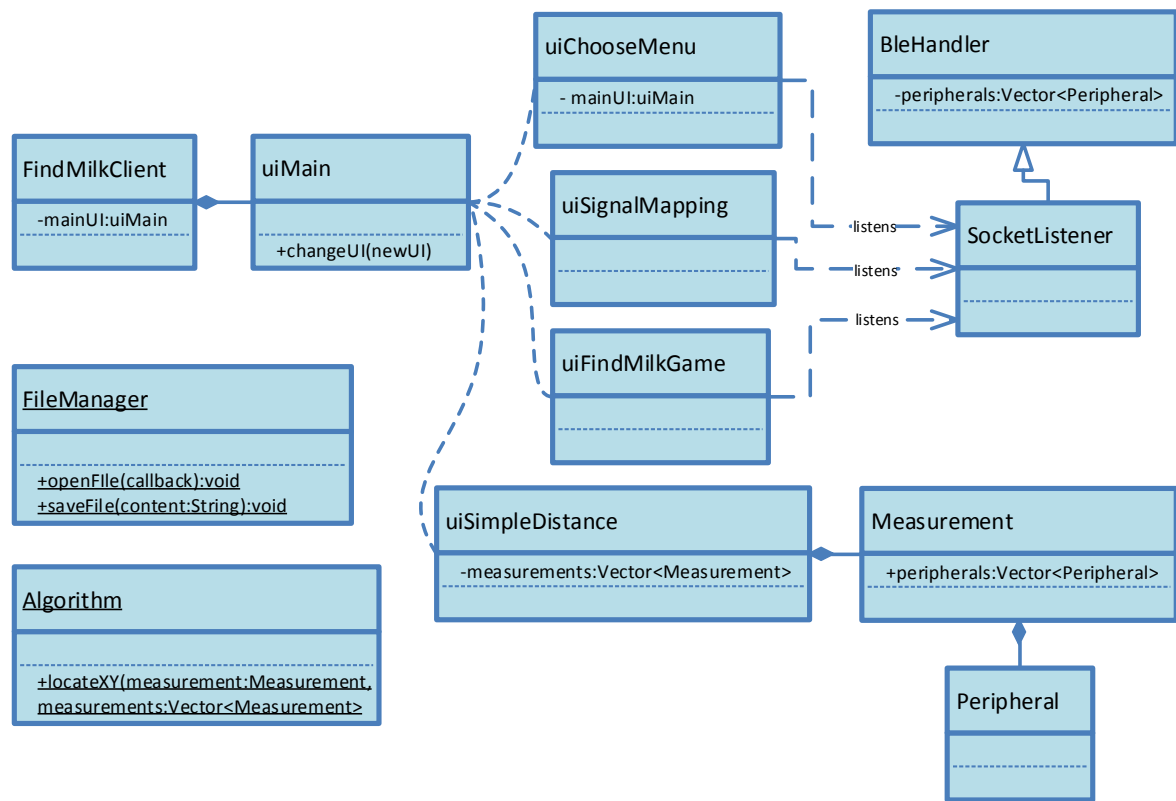 uiChooseMenu
- mainUI:uiMain
BleHandler
-peripherals:Vector<Peripheral>
FindMilkClient
-mainUI:uiMain
uiMain
+changeUI(newUI)
uiSignalMapping
listens
listens
listens
SocketListener
uiFindMilkGame
FileManager
+openFIle(callback):void
+saveFile(content:String):void
uiSimpleDistance
-measurements:Vector<Measurement>
Measurement
+peripherals:Vector<Peripheral>
Algorithm
+locateXY(measurement:Measurement,
measurements:Vector<Measurement>
Peripheral